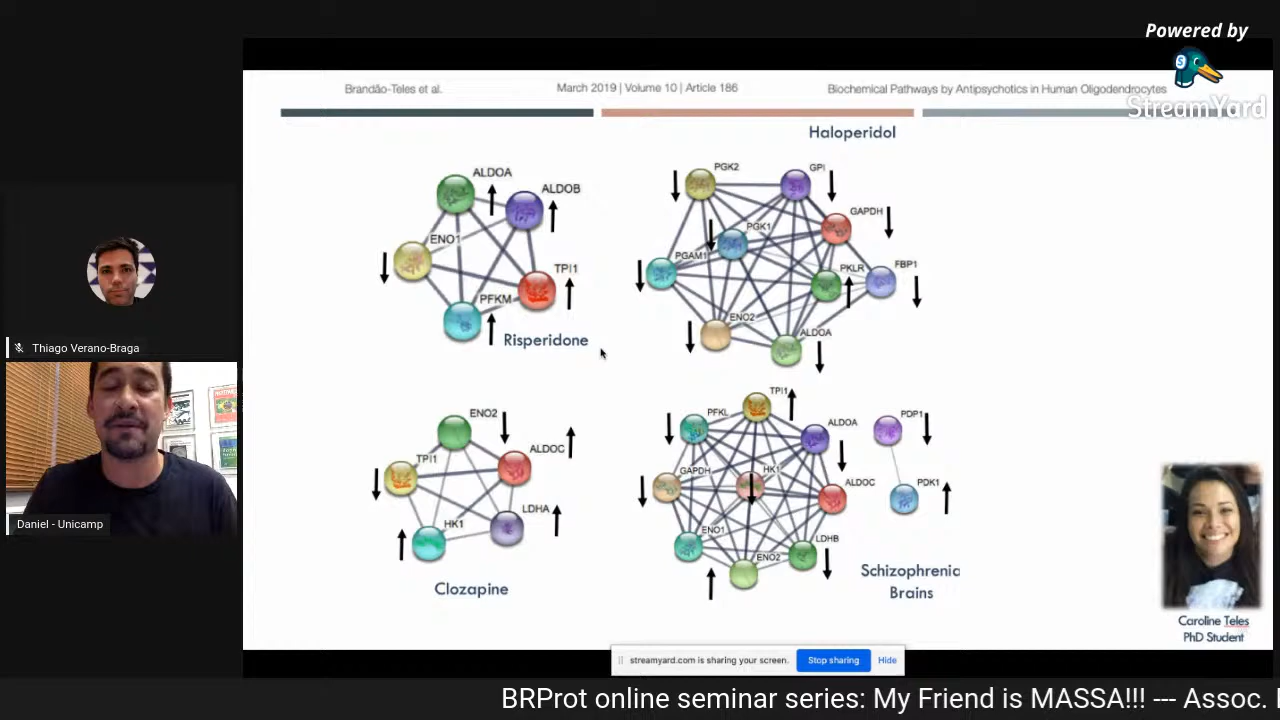 Powered by
StreamYard
Brandão-Teles et al.
March 2019 | Volume 10 | Article 186
Biochemical Pathways by Antipsychotics in Human Oligodendrocytes
Haloperidol
ALDOA
ALDOB
ENO1
TPI1
PFKM
Risperidone
PGK2
GPI
GAPDH
PGK1
PGAM1
PKLR
FBP1
ENO2
ALDOA
ENO2
ALDOC
TPI1
LDHA
HK1
Clozapine
TPI1
PFKL
ALDOA
PDP1
GAPDH
HK1
ALDOC
PDK1
ENO1
ENO2
LDHB
Schizophrenia
Brains
Thiago Verano-Braga
Daniel - Unicamp
Caroline Teles
PhD Student
streamyard.com is sharing your screen.
Stop sharing
Hide
BRProt online seminar series: My Friend is MASSA!!! --- Assoc.